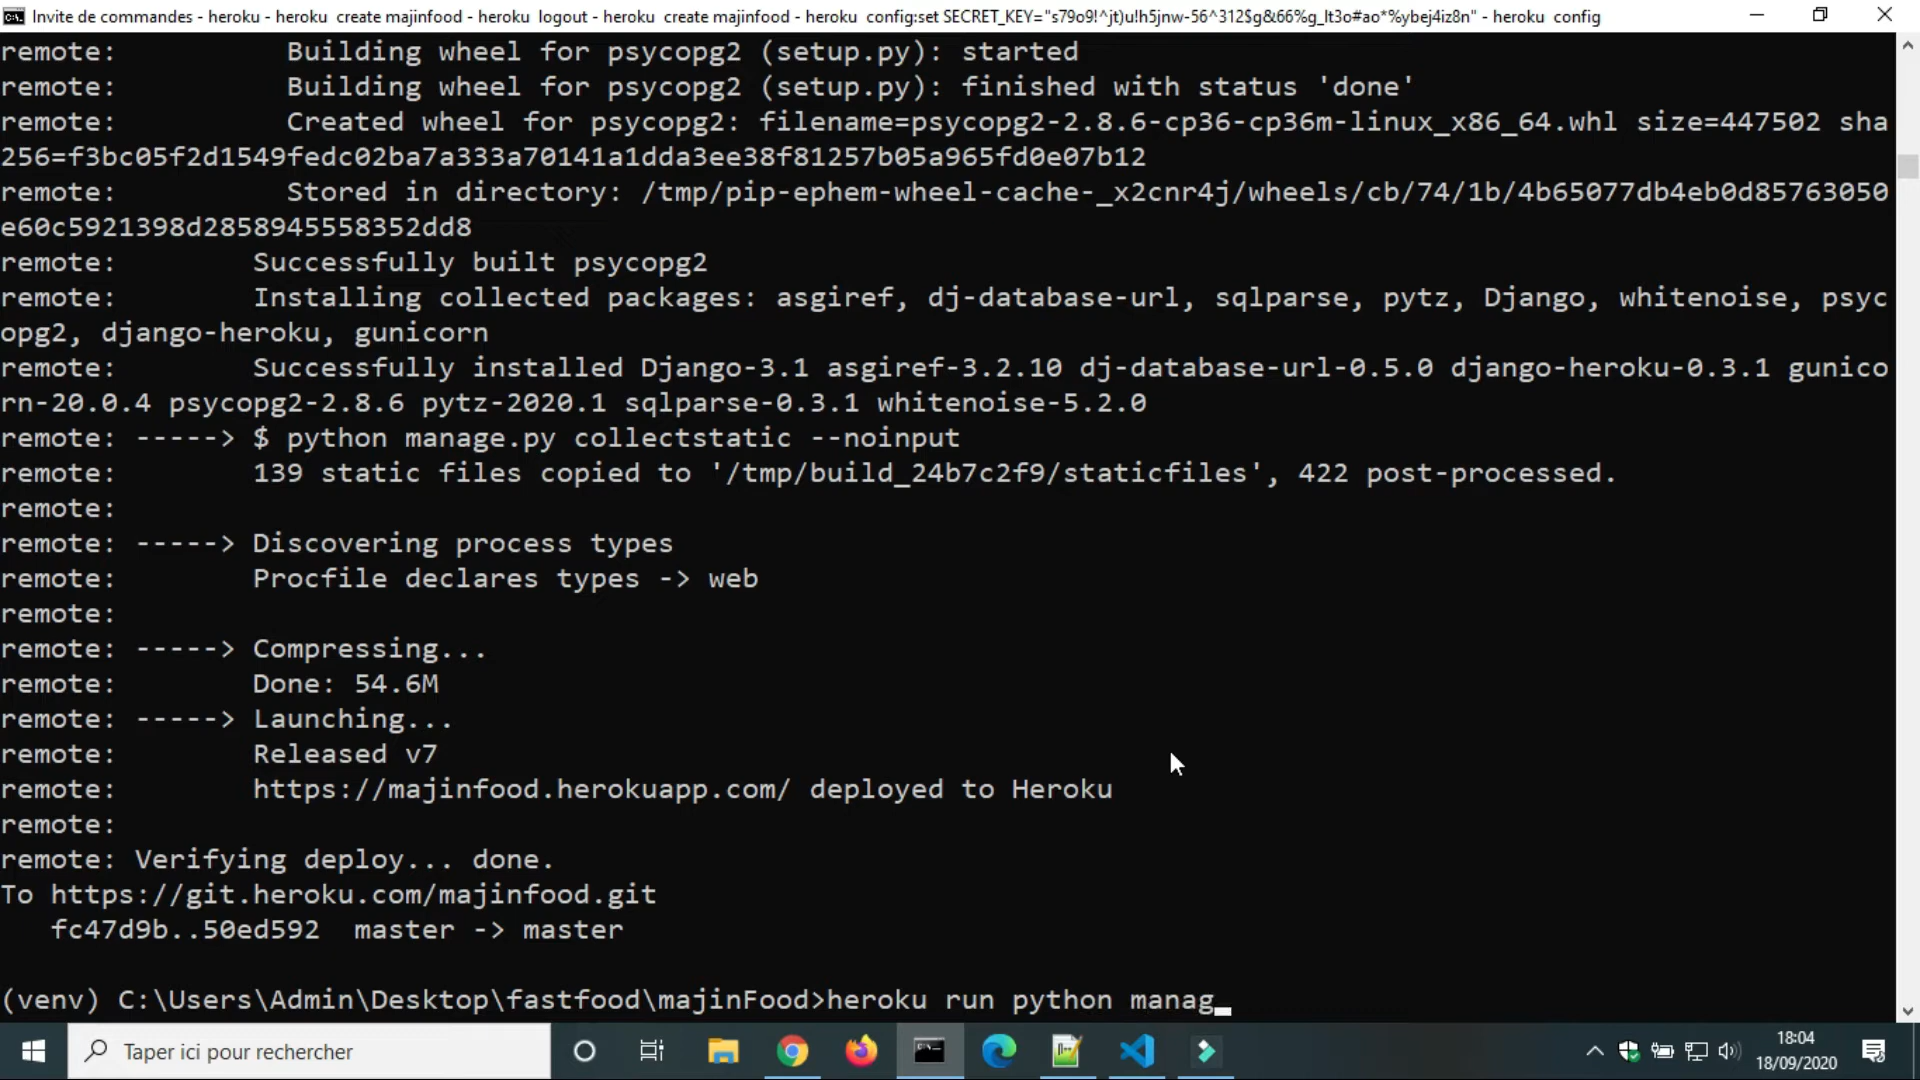 Invite de commandes - heroku - heroku create majinfood - heroku logout - heroku create majinfood - heroku config:set SECRET_KEY="s79o9!^jt)u!h5jnw-56^312$g&66%g_lt3o#ao*%ybej4iz8n" - heroku config
remote:          Building wheel for psycopg2 (setup.py): started
remote:          Building wheel for psycopg2 (setup.py): finished with status 'done'
remote:          Created wheel for psycopg2: filename=psycopg2-2.8.6-cp36-cp36m-linux_x86_64.whl size=447502 sha
256=f3bc05f2d1549fedc02ba7a333a70141a1dda3ee38f81257b05a965fd0e07b12
remote:          Stored in directory: /tmp/pip-ephem-wheel-cache-_x2cnr4j/wheels/cb/74/1b/4b65077db4eb0d85763050
e60c5921398d2858945558352dd8
remote:        Successfully built psycopg2
remote:        Installing collected packages: asgiref, dj-database-url, sqlparse, pytz, Django, whitenoise, psyc
opg2, django-heroku, gunicorn
remote:        Successfully installed Django-3.1 asgiref-3.2.10 dj-database-url-0.5.0 django-heroku-0.3.1 gunico
rn-20.0.4 psycopg2-2.8.6 pytz-2020.1 sqlparse-0.3.1 whitenoise-5.2.0
remote: -----> $ python manage.py collectstatic --noinput
remote:        139 static files copied to '/tmp/build_24b7c2f9/staticfiles', 422 post-processed.
remote:
remote: -----> Discovering process types
remote:        Procfile declares types -> web
remote:
remote: -----> Compressing...
remote:        Done: 54.6M
remote: -----> Launching...
remote:        Released v7
remote:        https://majinfood.herokuapp.com/ deployed to Heroku
remote:
remote: Verifying deploy... done.
To https://git.heroku.com/majinfood.git
   fc47d9b..50ed592  master -> master
(venv) C:\Users\Admin\Desktop\fastfood\majinFood>heroku run python manag_
Taper ici pour rechercher
18:04
18/09/2020